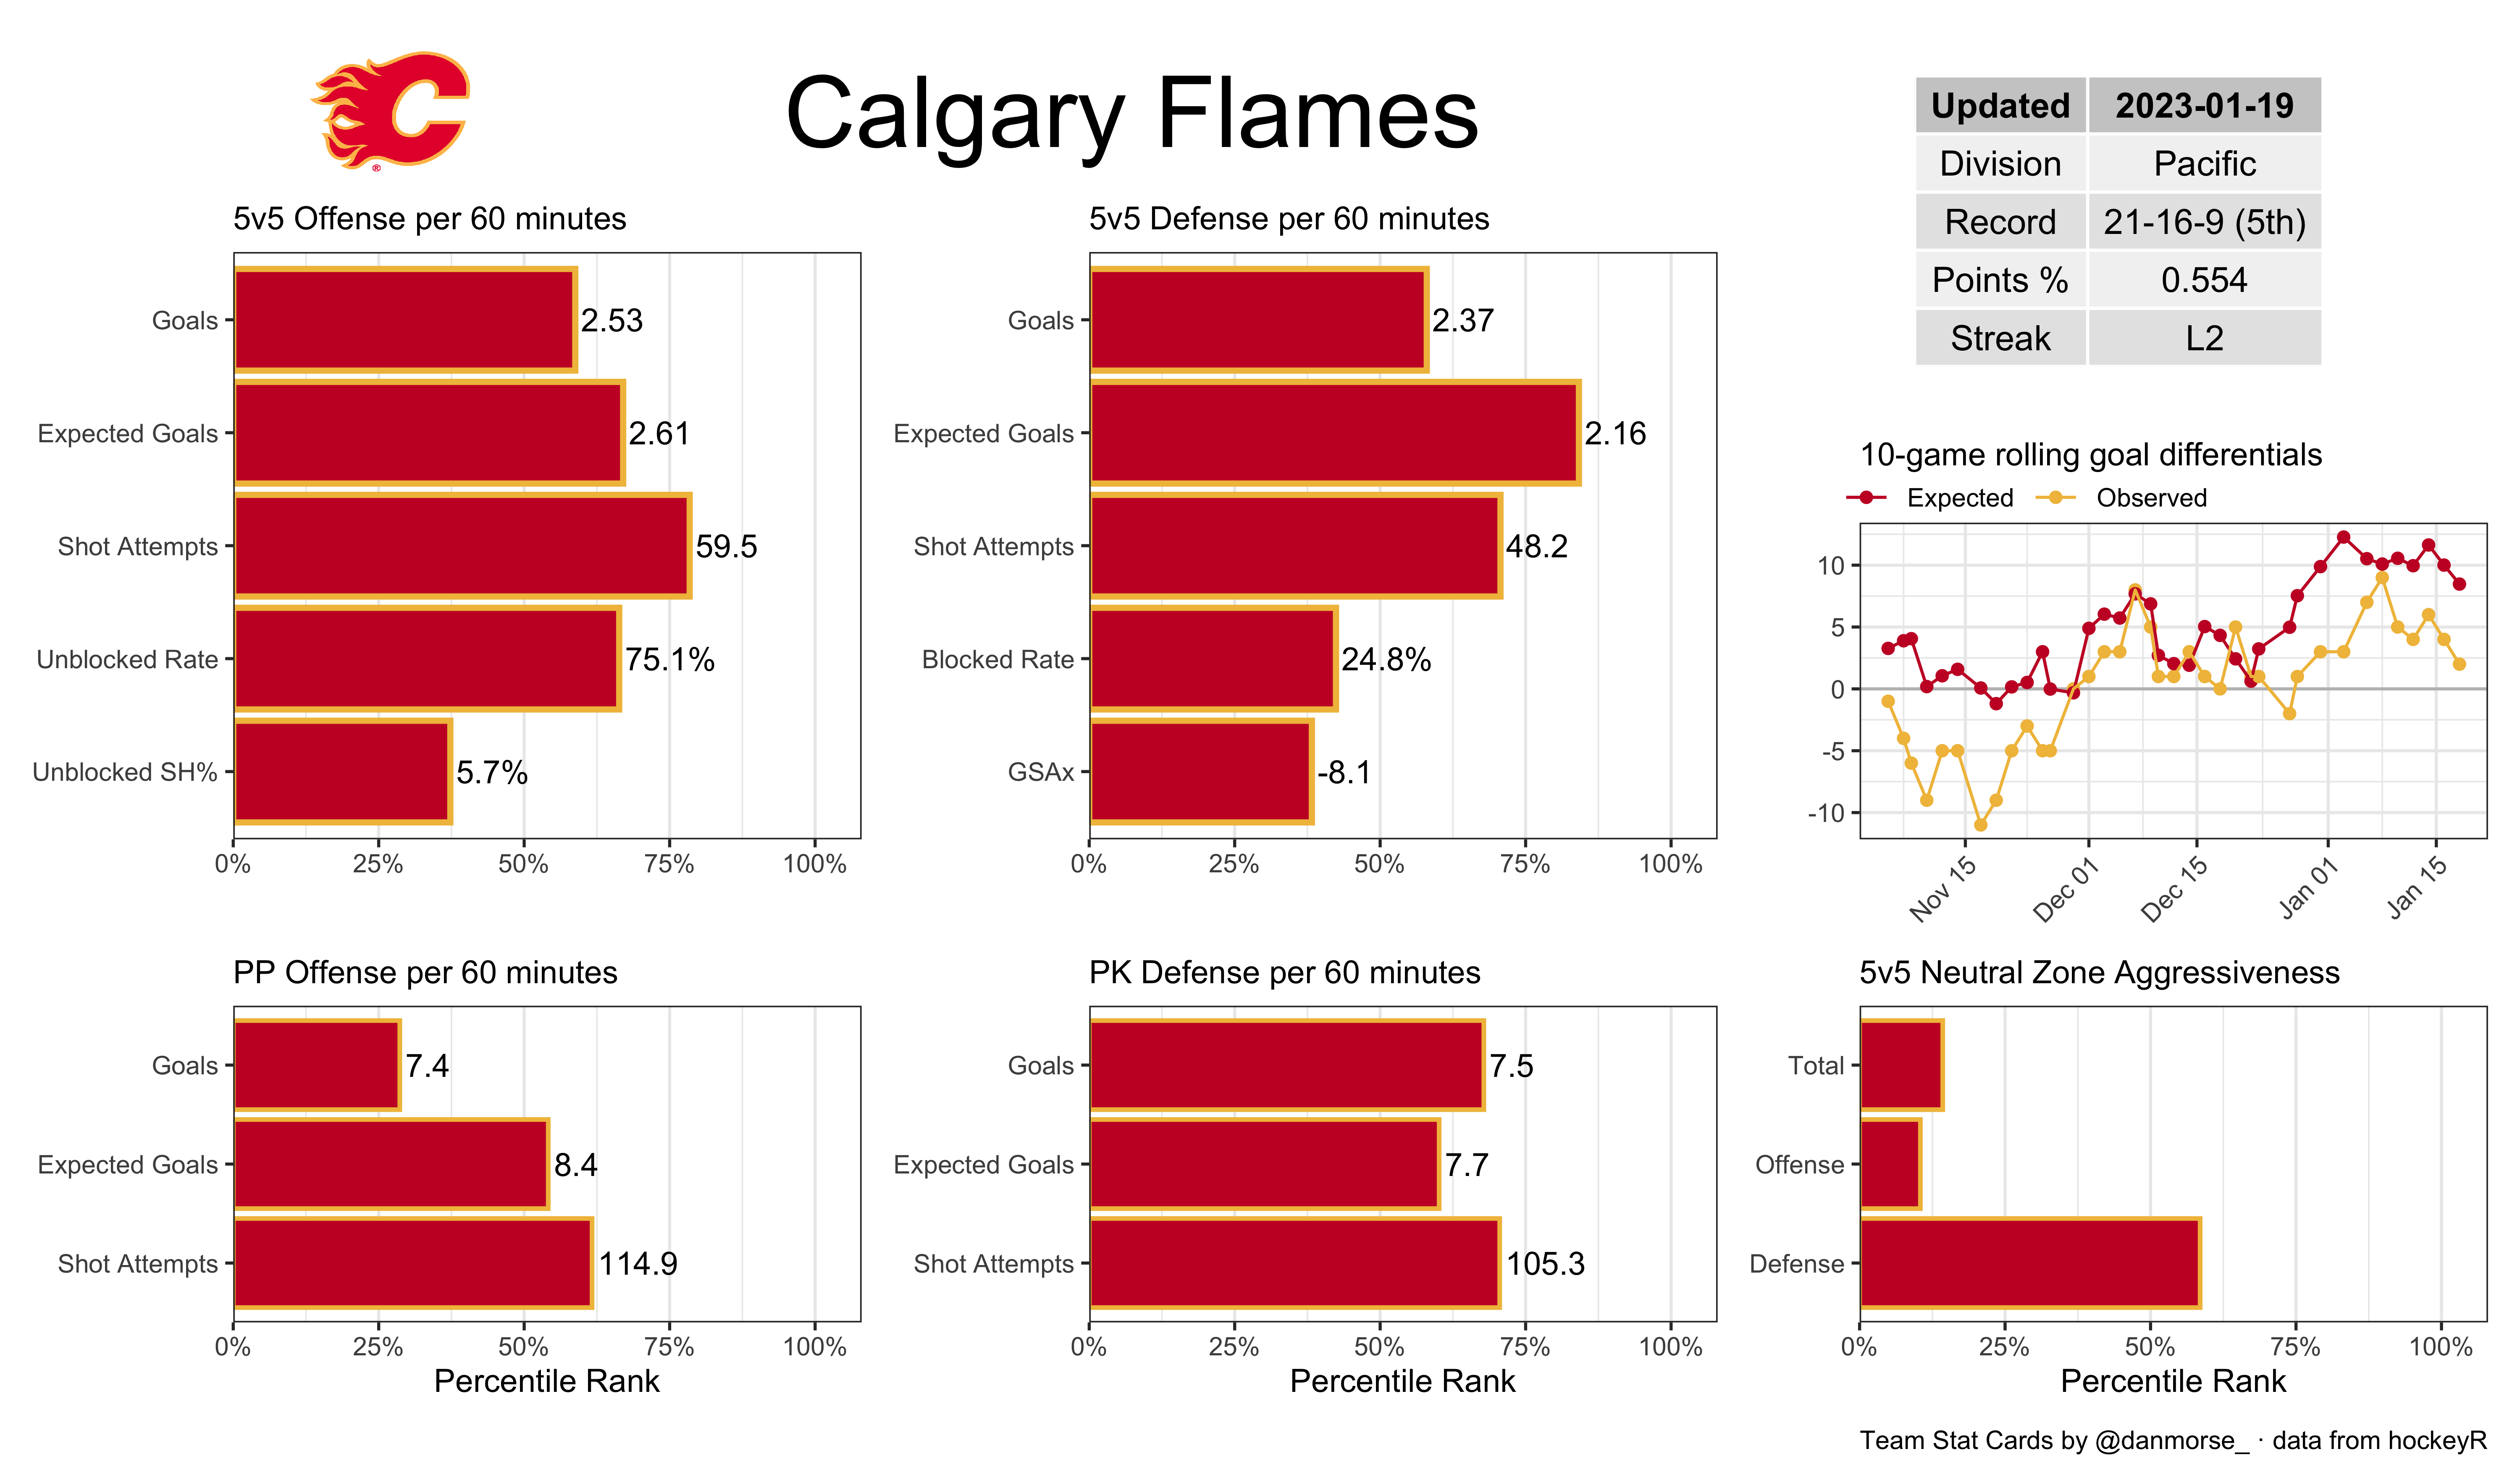 Calgary Flames
®
Updated 2023-01-19
Division Pacific
Record 21-16-9 (5th)
Points % 0.554
Streak L2
5v5 Offense per 60 minutes
Goals 2.53
Expected Goals 2.61
Shot Attempts 59.5
Unblocked Rate 75.1%
Unblocked SH% 5.7%
0% 25% 50% 75% 100%
5v5 Defense per 60 minutes
Goals 2.37
Expected Goals 2.16
Shot Attempts 48.2
Blocked Rate 24.8%
GSAx -8.1
0% 25% 50% 75% 100%
10-game rolling goal differentials
Expected Observed
10
5
0
-5
-10
Nov 15 Dec 01 Dec 15 Jan 01 Jan 15
PP Offense per 60 minutes
Goals 7.4
Expected Goals 8.4
Shot Attempts 114.9
0% 25% 50% 75% 100%
Percentile Rank
PK Defense per 60 minutes
Goals 7.5
Expected Goals 7.7
Shot Attempts 105.3
0% 25% 50% 75% 100%
Percentile Rank
5v5 Neutral Zone Aggressiveness
Total
Offense
Defense
0% 25% 50% 75% 100%
Percentile Rank
Team Stat Cards by @danmorse_ · data from hockeyR